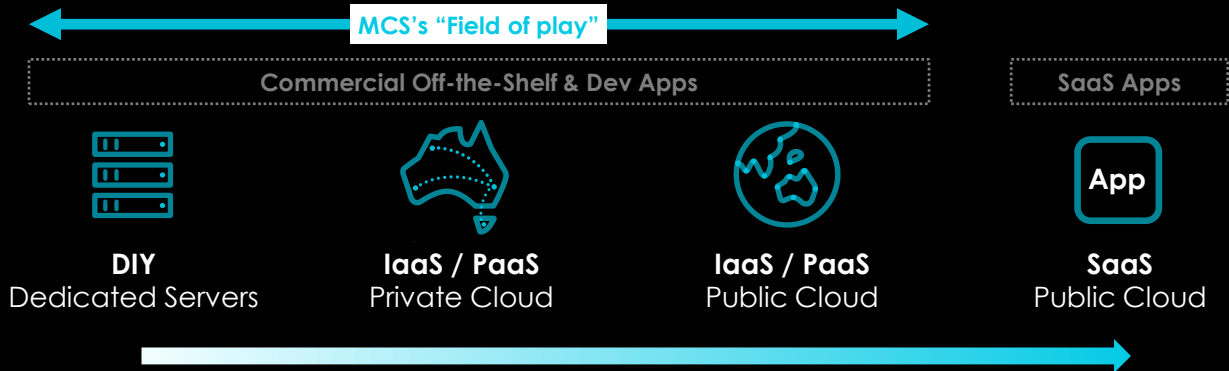 MCS's “Field of play”
Commercial Off-the-Shelf & Dev Apps
SaaS Apps
App
DIY
Dedicated Servers
IaaS / PaaS
Private Cloud
IaaS / PaaS
Public Cloud
SaaS
Public Cloud